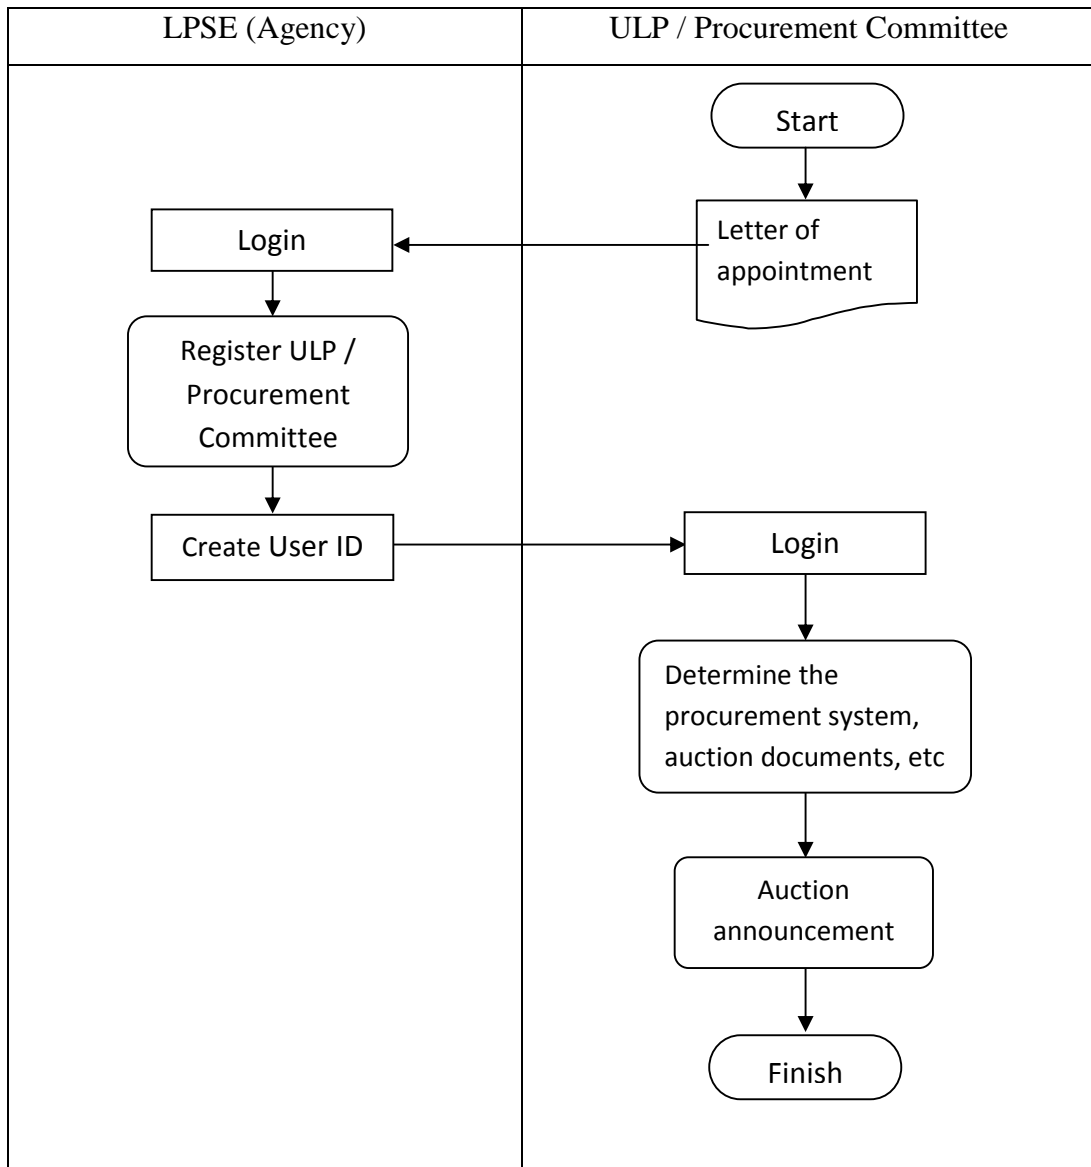 LPSE (Agency)
ULP / Procurement Committee
Start
Letter of
appointment
Login
Register ULP /
Procurement
Committee
Create User ID
Login
Determine the
procurement system,
auction documents, etc
Auction
announcement
Finish